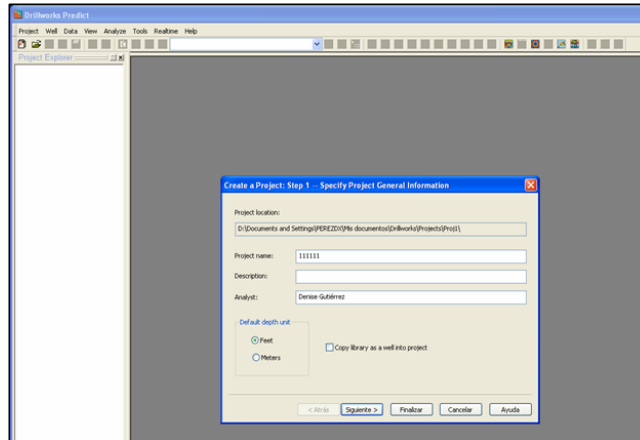 Drillworks Predict
Project Well Data View Analyze Tools Realtime Help
Project Explorer
Create a Project: Step 1 -- Specify Project General Information
Project location:
D:\Documents and Settings\PEREZDX\Mis documentos\Drillworks\Projects\Proj1\
Project name: 111111
Description:
Analyst: Denise Gutiérrez
Default depth unit
Feet
Copy library as a well into project
Meters
< Atrás Siguiente > Finalizar Cancelar Ayuda